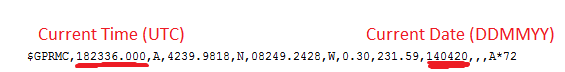 Current Time (UTC) Current Date (DDMMYY)
$GPRMC,182336.000,A,4239.9818,N,08249.2428,W,0.30,231.59,140420,,,A*72